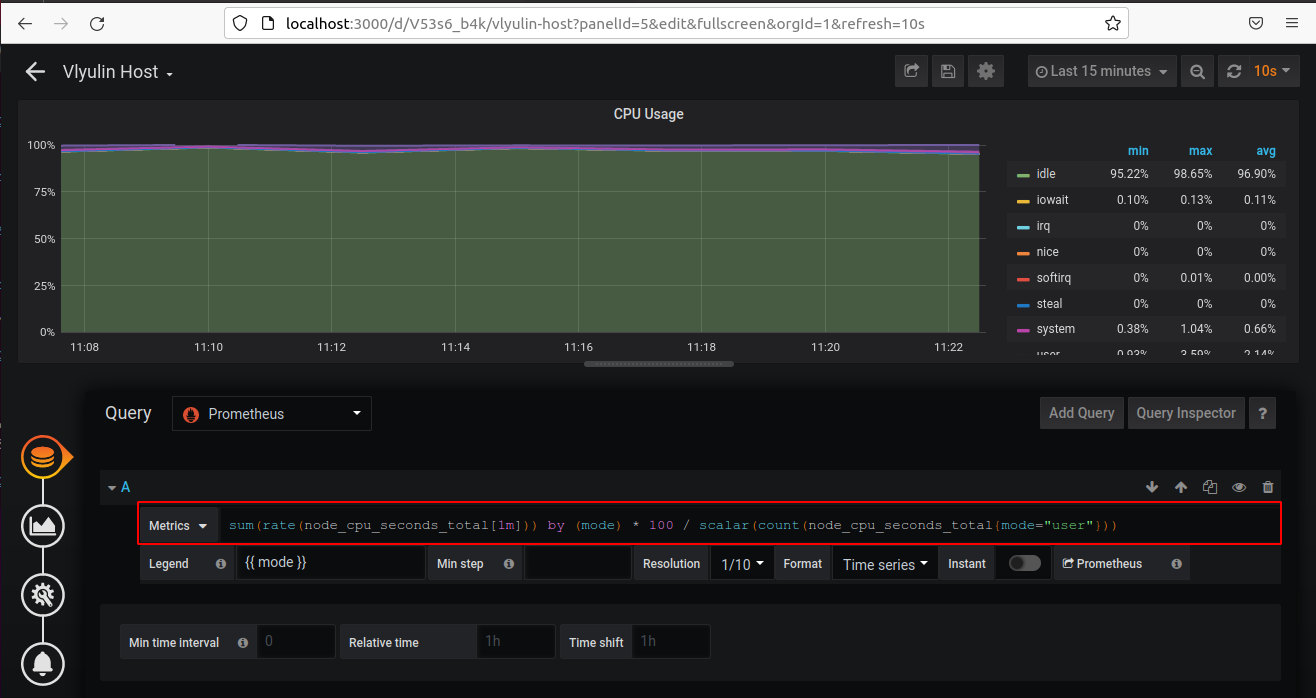 localhost:3000/d/V53s6_b4k/vlyulin-host?panelId=5&edit&fullscreen&orgId=1&refresh=10s
Vlyulin Host
Last 15 minutes
10s
CPU Usage
100%
75%
50%
25%
0%
11:08 11:10 11:12 11:14 11:16 11:18 11:20 11:22
min max avg
idle 95.22% 98.65% 96.90%
iowait 0.10% 0.13% 0.11%
irq 0% 0% 0%
nice 0% 0% 0%
softirq 0% 0.01% 0.00%
steal 0% 0% 0%
system 0.38% 1.04% 0.66%
user 0.93% 3.59% 2.14%
Query Prometheus Add Query Query Inspector ?
A
Metrics sum(rate(node_cpu_seconds_total[1m])) by (mode) * 100 / scalar(count(node_cpu_seconds_total{mode="user"}))
Legend {{ mode }} Min step Resolution 1/10 Format Time series Instant Prometheus
Min time interval 0 Relative time 1h Time shift 1h